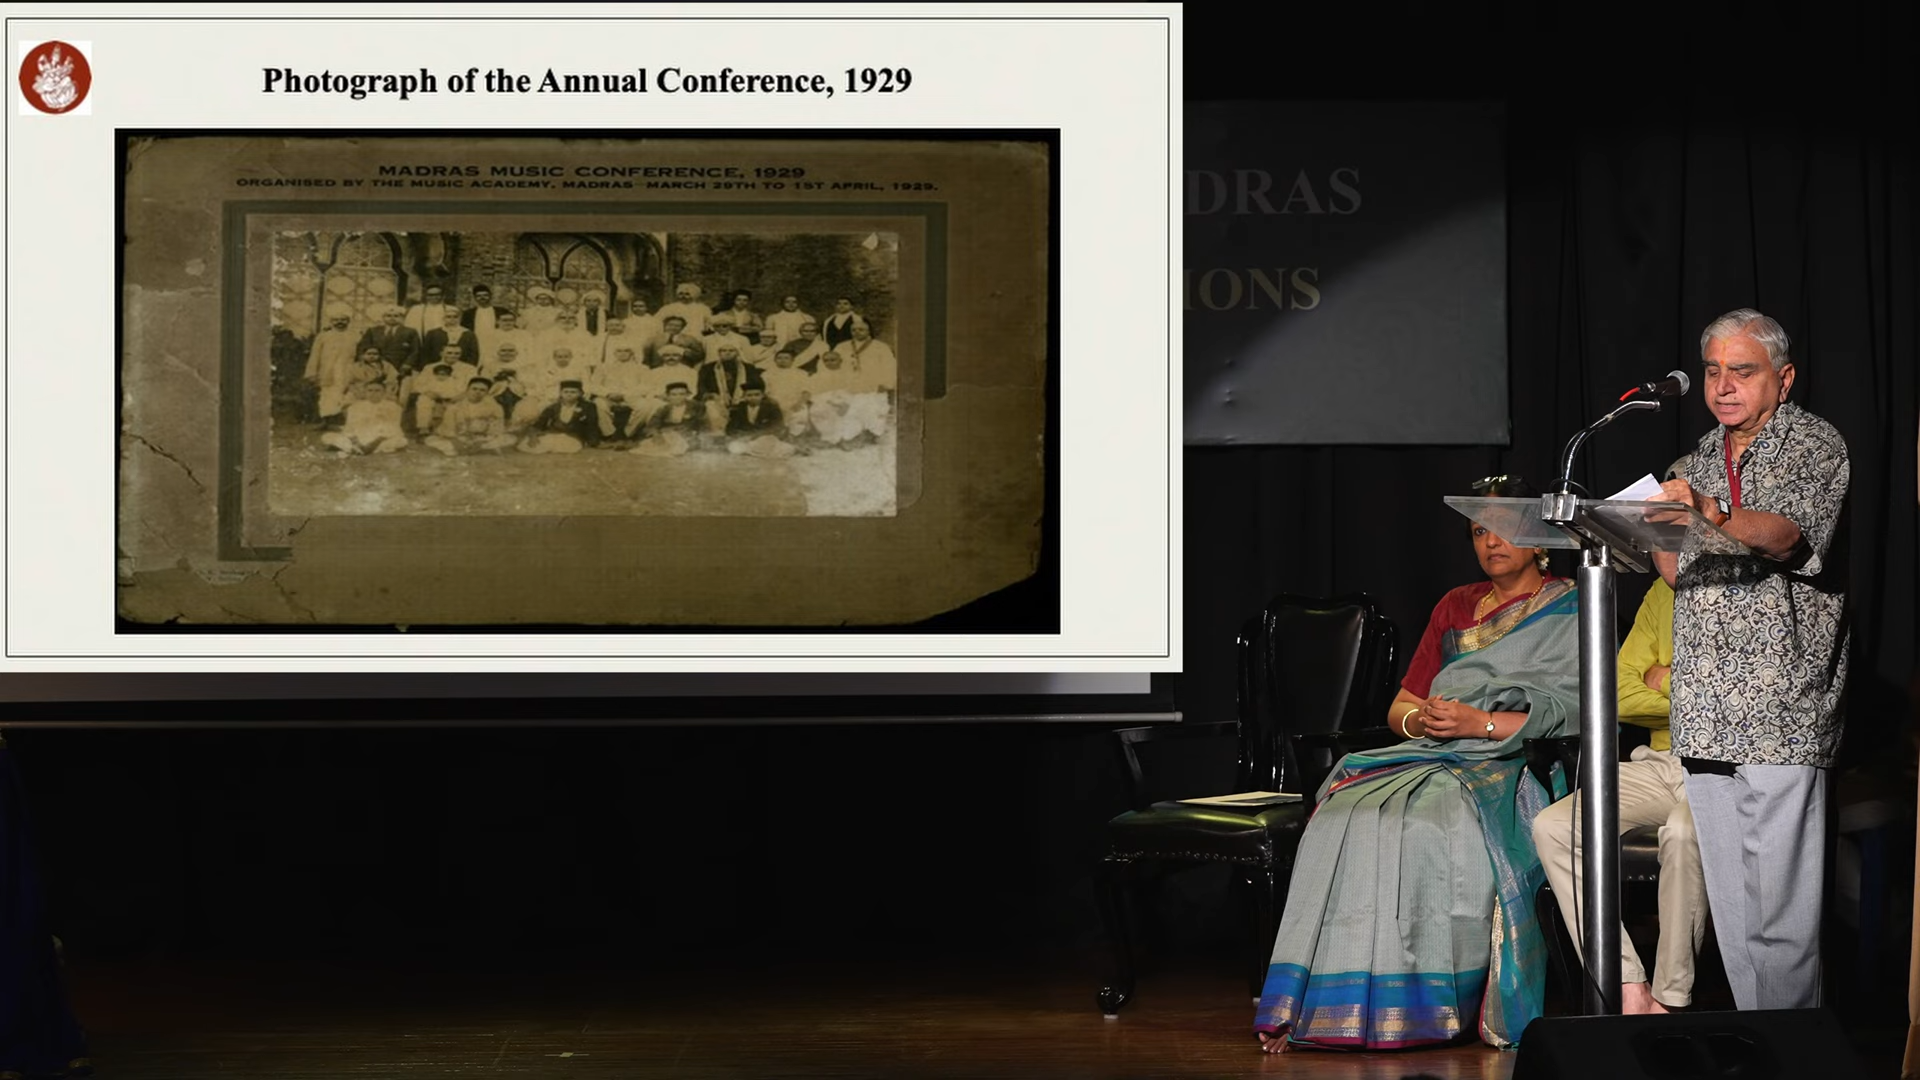 Photograph of the Annual Conference, 1929
MADRAS MUSIC CONFERENCE, 1929
ORGANISED BY THE MUSIC ACADEMY, MADRAS MARCH 29TH TO 1ST APRIL, 1929.
DRAS
IONS